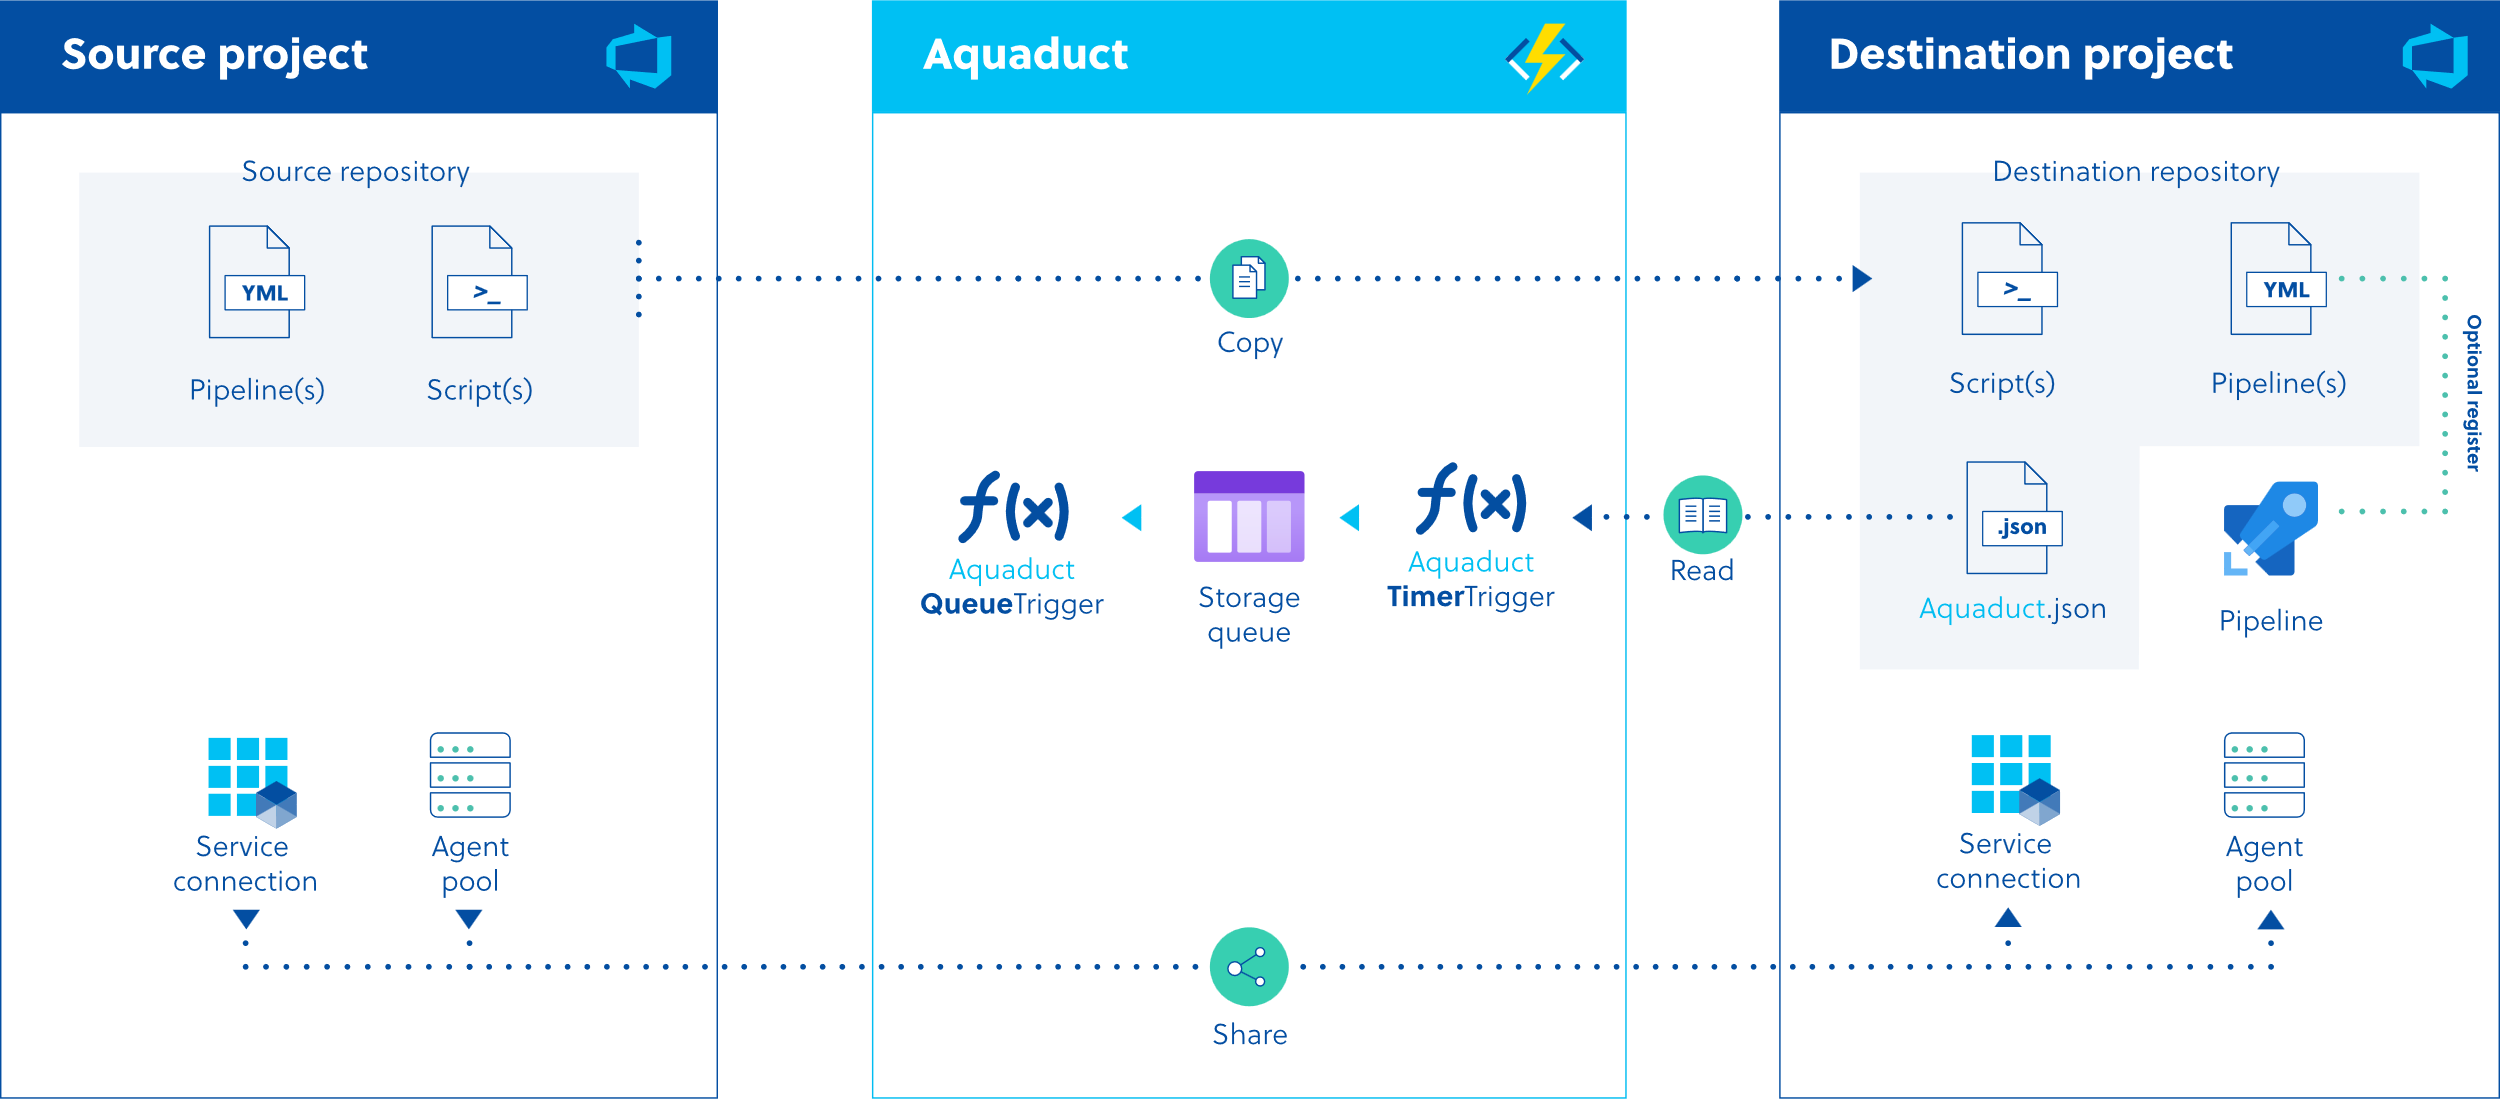 Source project
Source repository
YML
>_
Pipeline(s)
Script(s)
Service
connection
Agent
pool
Aquaduct
Copy
Aquaduct
QueueTrigger
Storage
queue
Aquaduct
TimerTrigger
Read
Share
Destination project
Destination repository
>_
YML
Script(s)
Pipeline(s)
Optional register
.json
Aquaduct.json
Pipeline
Service
connection
Agent
pool